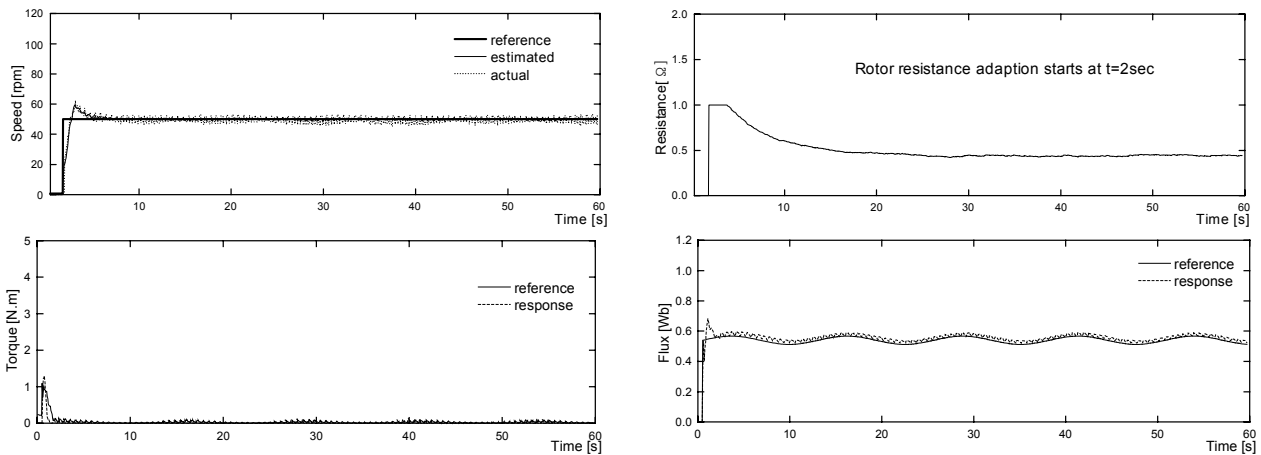 120
100
80
60
40
20
0
Speed [rpm]
reference
estimated
actual
10 20 30 40 50 60
Time [s]
2.0
1.5
1.0
0.5
0.0
Resistance[ Ω]
Rotor resistance adaption starts at t=2sec
10 20 30 40 50 60
Time [s]
5
4
3
2
1
0
Torque [N.m]
reference
response
0 10 20 30 40 50 60
Time [s]
1.2
1.0
0.8
0.6
0.4
0.2
0.0
Flux [Wb]
reference
response
0 10 20 30 40 50 60
Time [s]